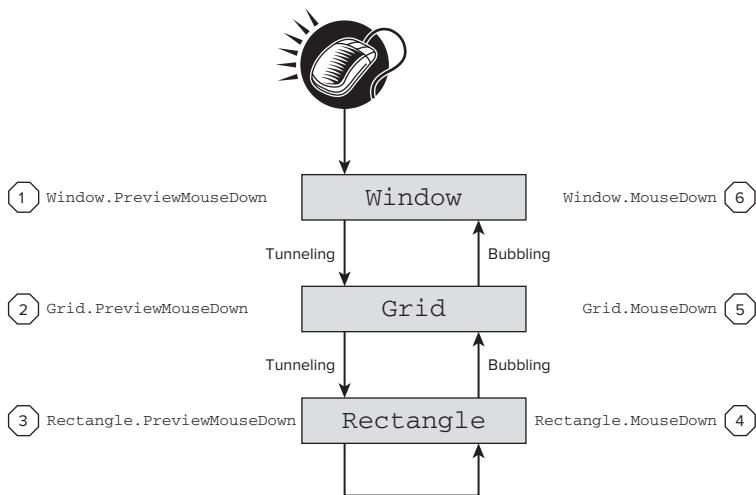 1 Window.PreviewMouseDown Window Window.MouseDown 6
Tunneling Bubbling
2 Grid.PreviewMouseDown Grid Grid.MouseDown 5
Tunneling Bubbling
3 Rectangle.PreviewMouseDown Rectangle Rectangle.MouseDown 4